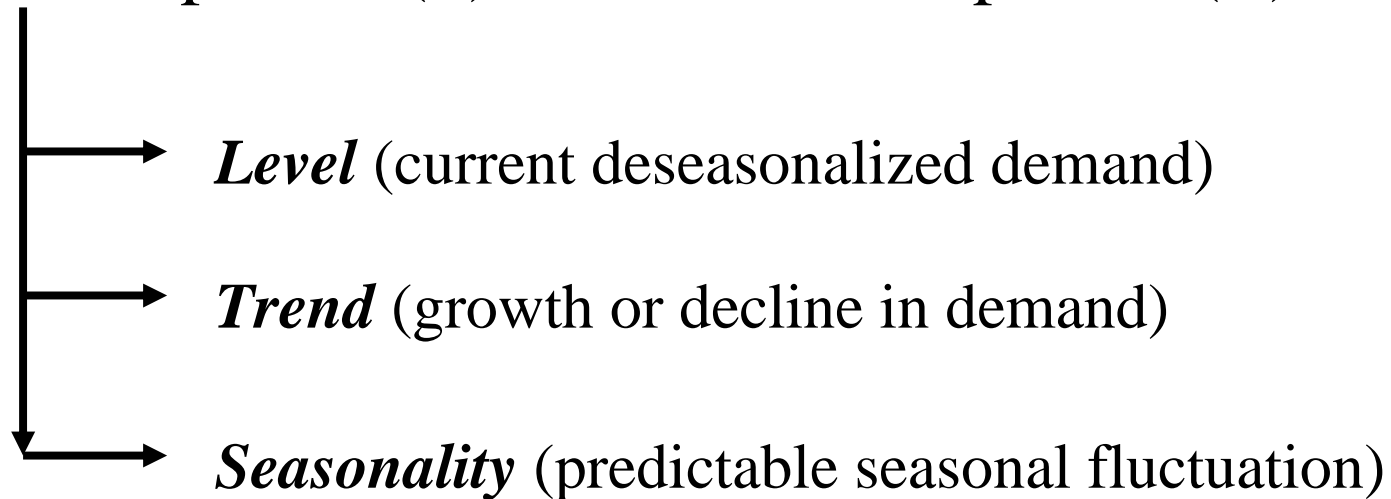 Level (current deseasonalized demand)
Trend (growth or decline in demand)
Seasonality (predictable seasonal fluctuation)